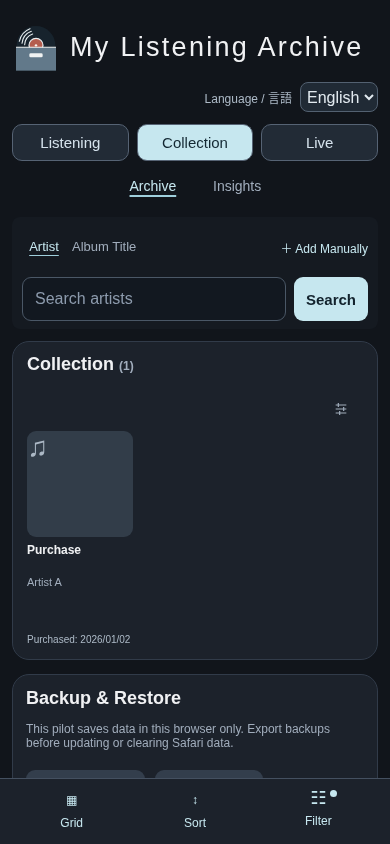 My Listening Archive
Language / 言語 English
Listening Collection Live
Archive Insights
Artist Album Title + Add Manually
Search artists Search
Collection (1)
Purchase
Artist A
Purchased: 2026/01/02
Backup & Restore
This pilot saves data in this browser only. Export backups
before updating or clearing Safari data.
Grid Sort Filter